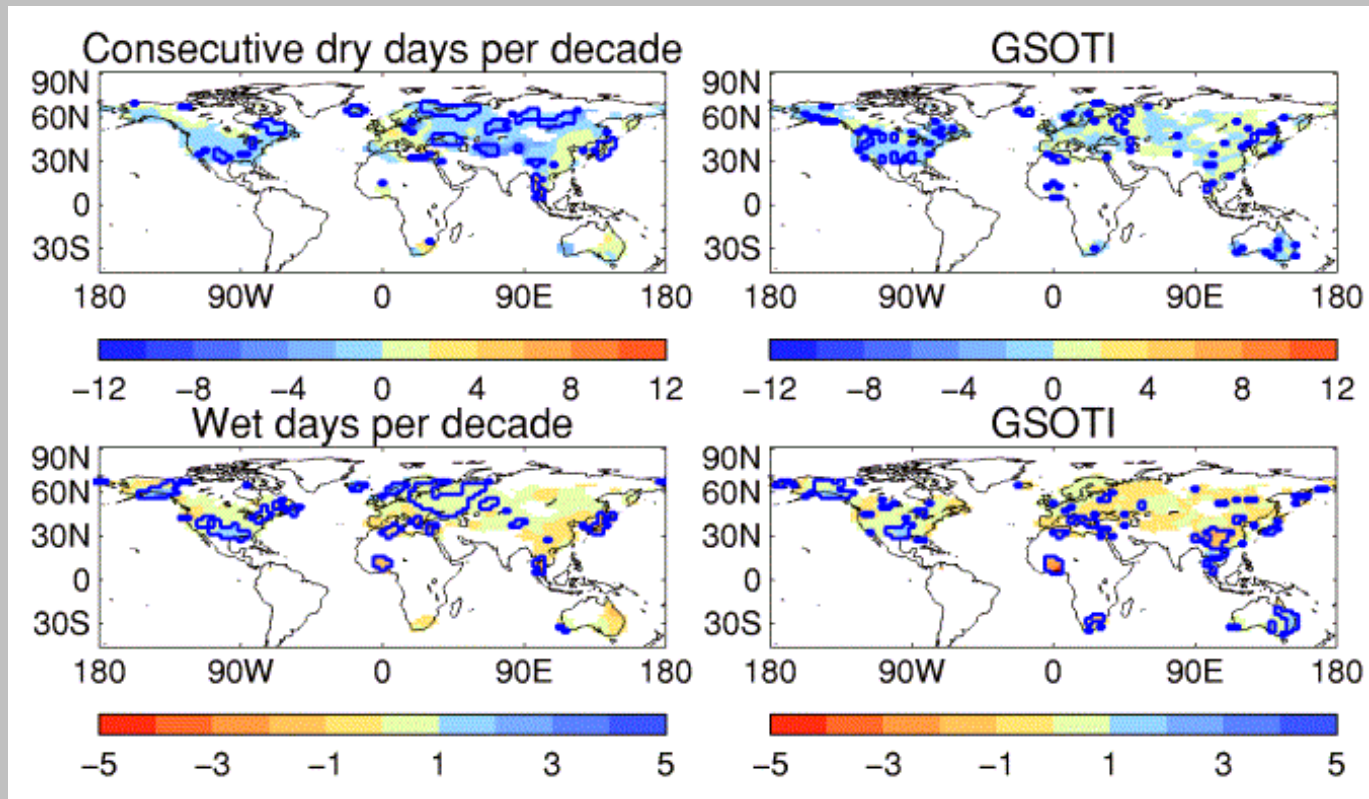 Consecutive dry days per decade
GSOTI
90N
60N
30N
0
30S
180 90W 0 90E 180
90N
60N
30N
0
30S
180 90W 0 90E 180
−12 −8 −4 0 4 8 12
−12 −8 −4 0 4 8 12
Wet days per decade
GSOTI
90N
60N
30N
0
30S
180 90W 0 90E 180
90N
60N
30N
0
30S
180 90W 0 90E 180
−5 −3 −1 1 3 5
−5 −3 −1 1 3 5